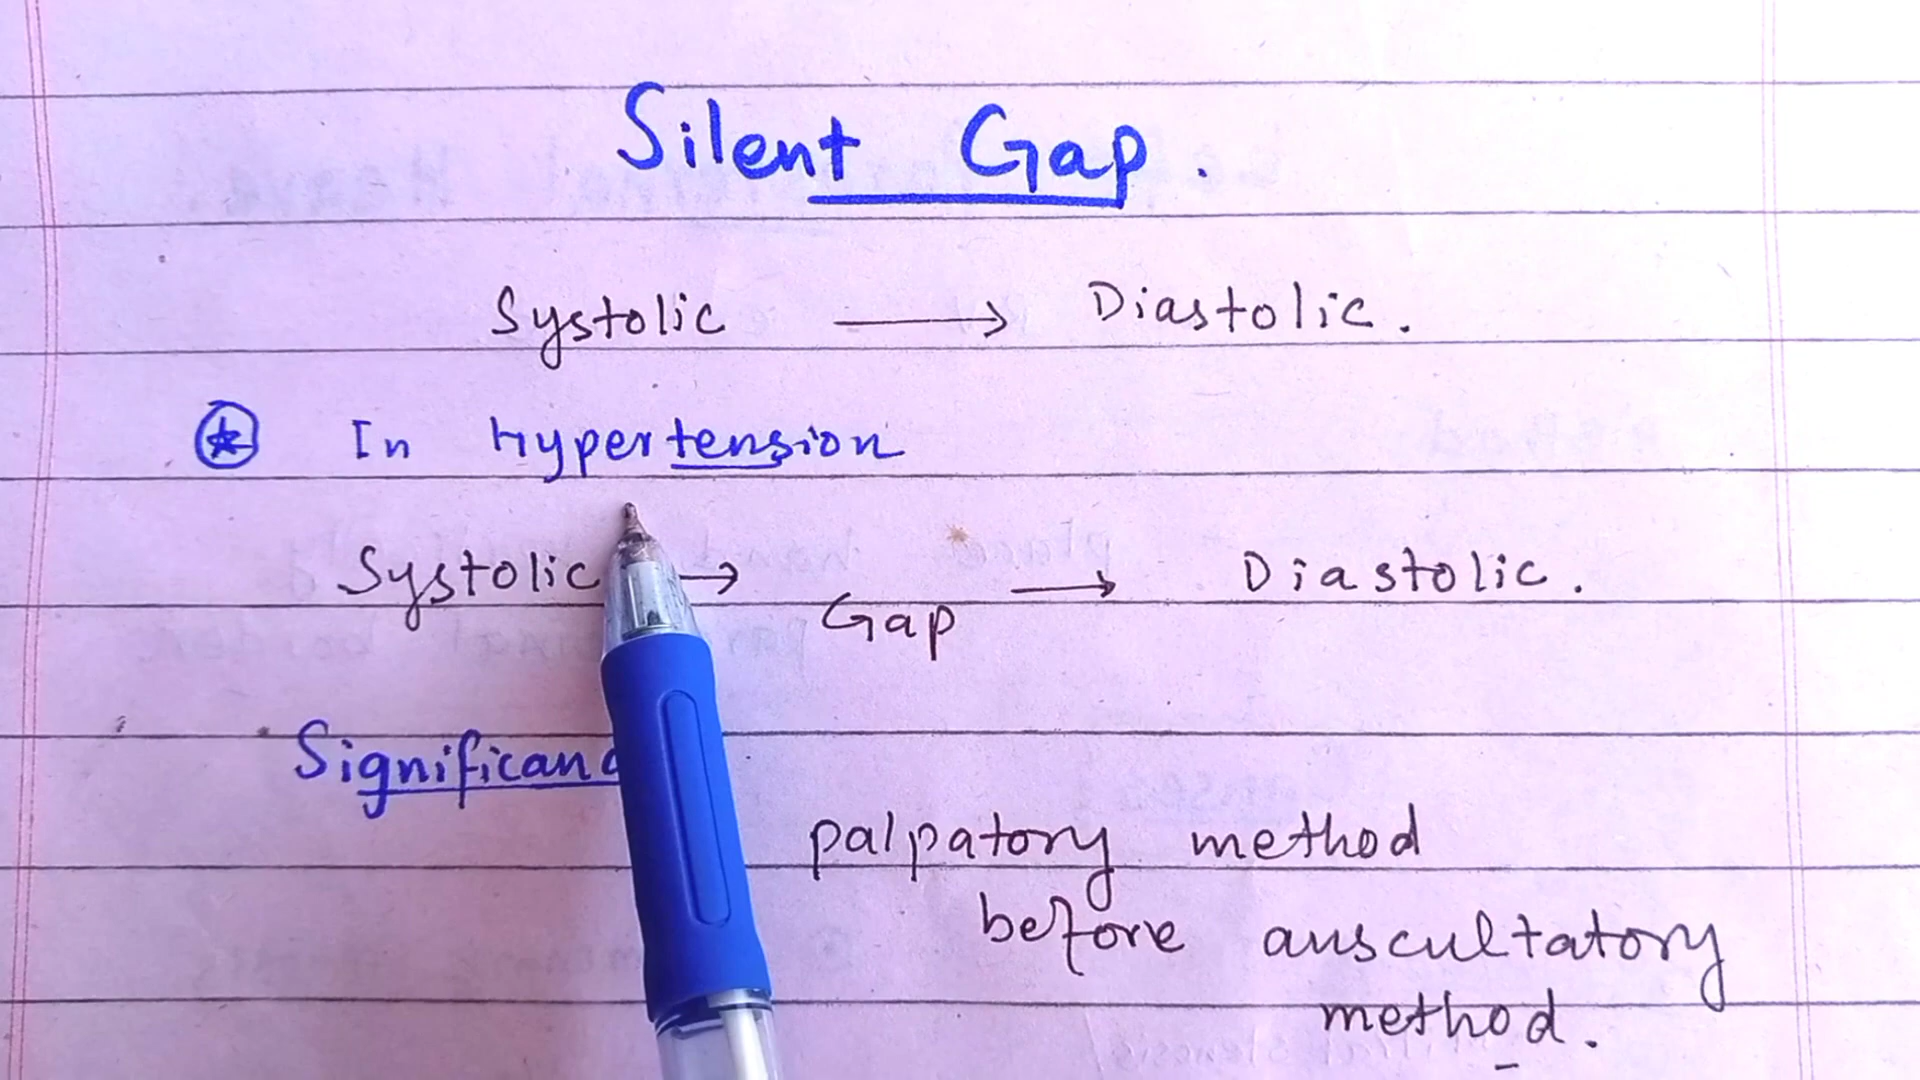 Silent Gap.
Systolic → Diastolic.
In Hypertension
Systolic → Gap → Diastolic.
palpatory method
before auscultatory
method.